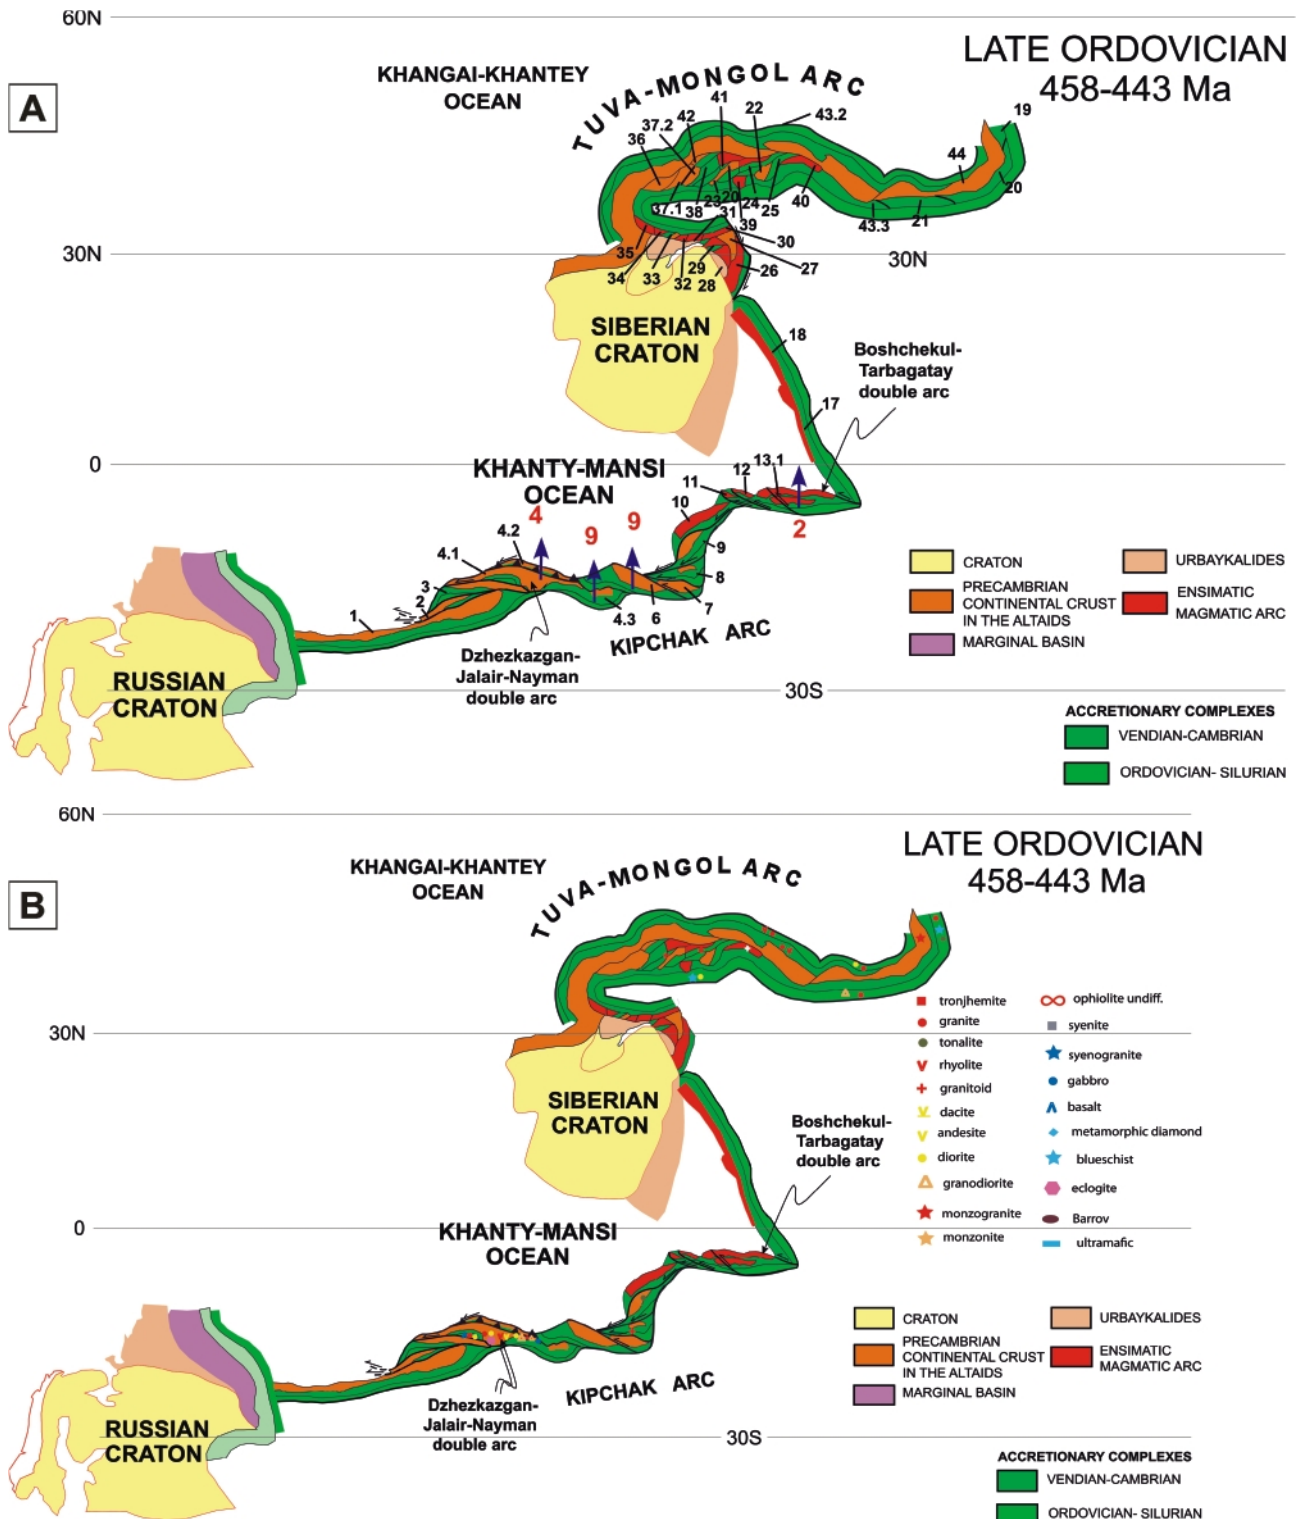 60N
LATE ORDOVICIAN
458-443 Ma
A
KHANGAI-KHANTEY
OCEAN
TUVA-MONGOL ARC
41
22
43.2
19
42
37.2
36
44
20
37.1
38
23
20
24
25
40
43.3
21
31
39
30
35
30N
30N
34
33
32
29
28
26
27
SIBERIAN
CRATON
18
Boshchekul-
Tarbagatay
double arc
17
0
KHANTY-MANSI
OCEAN
11
12
13.1
10
4
9
9
2
4.2
4.1
9
8
3
2
1
4.3
6
7
KIPCHAK ARC
Dzhezkazgan-
Jalair-Nayman
double arc
RUSSIAN
CRATON
30S
CRATON
PRECAMBRIAN
CONTINENTAL CRUST
IN THE ALTAIDS
MARGINAL BASIN
URBAYKALIDES
ENSIMATIC
MAGMATIC ARC
ACCRETIONARY COMPLEXES
VENDIAN-CAMBRIAN
ORDOVICIAN- SILURIAN
60N
LATE ORDOVICIAN
458-443 Ma
B
KHANGAI-KHANTEY
OCEAN
TUVA-MONGOL ARC
30N
SIBERIAN
CRATON
tronjhemite
granite
tonalite
rhyolite
granitoid
dacite
andesite
diorite
granodiorite
monzogranite
monzonite
ophiolite undiff.
syenite
syenogranite
gabbro
basalt
metamorphic diamond
blueschist
eclogite
Barrov
ultramafic
Boshchekul-
Tarbagatay
double arc
0
KHANTY-MANSI
OCEAN
KIPCHAK ARC
Dzhezkazgan-
Jalair-Nayman
double arc
RUSSIAN
CRATON
30S
CRATON
PRECAMBRIAN
CONTINENTAL CRUST
IN THE ALTAIDS
MARGINAL BASIN
URBAYKALIDES
ENSIMATIC
MAGMATIC ARC
ACCRETIONARY COMPLEXES
VENDIAN-CAMBRIAN
ORDOVICIAN- SILURIAN